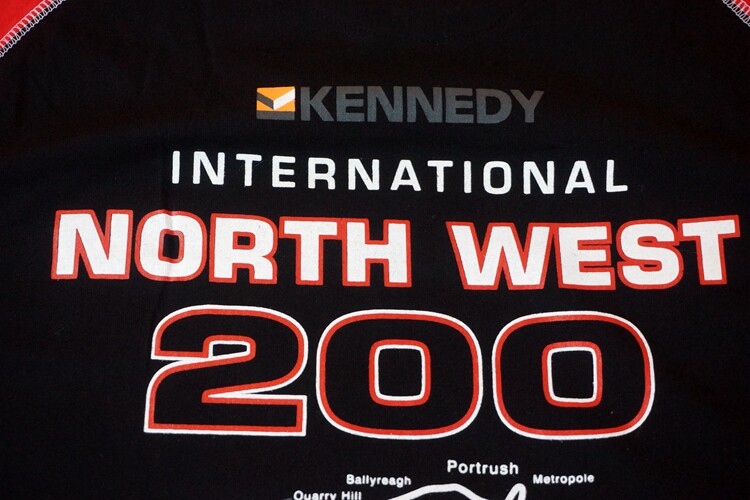 KENNEDY
INTERNATIONAL
NORTH WEST
200
Ballyreagh Portrush Metropole
Quarry Hill